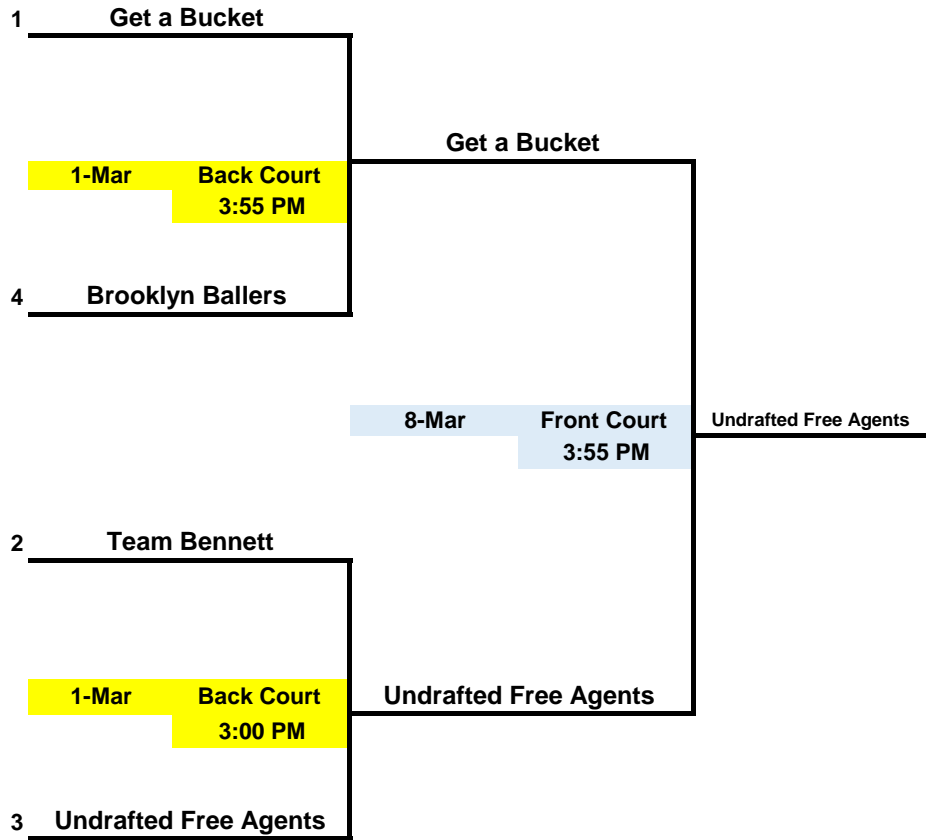 1 Get a Bucket
Get a Bucket
1-Mar Back Court
3:55 PM
4 Brooklyn Ballers
8-Mar Front Court Undrafted Free Agents
3:55 PM
2 Team Bennett
1-Mar Back Court Undrafted Free Agents
3:00 PM
3 Undrafted Free Agents